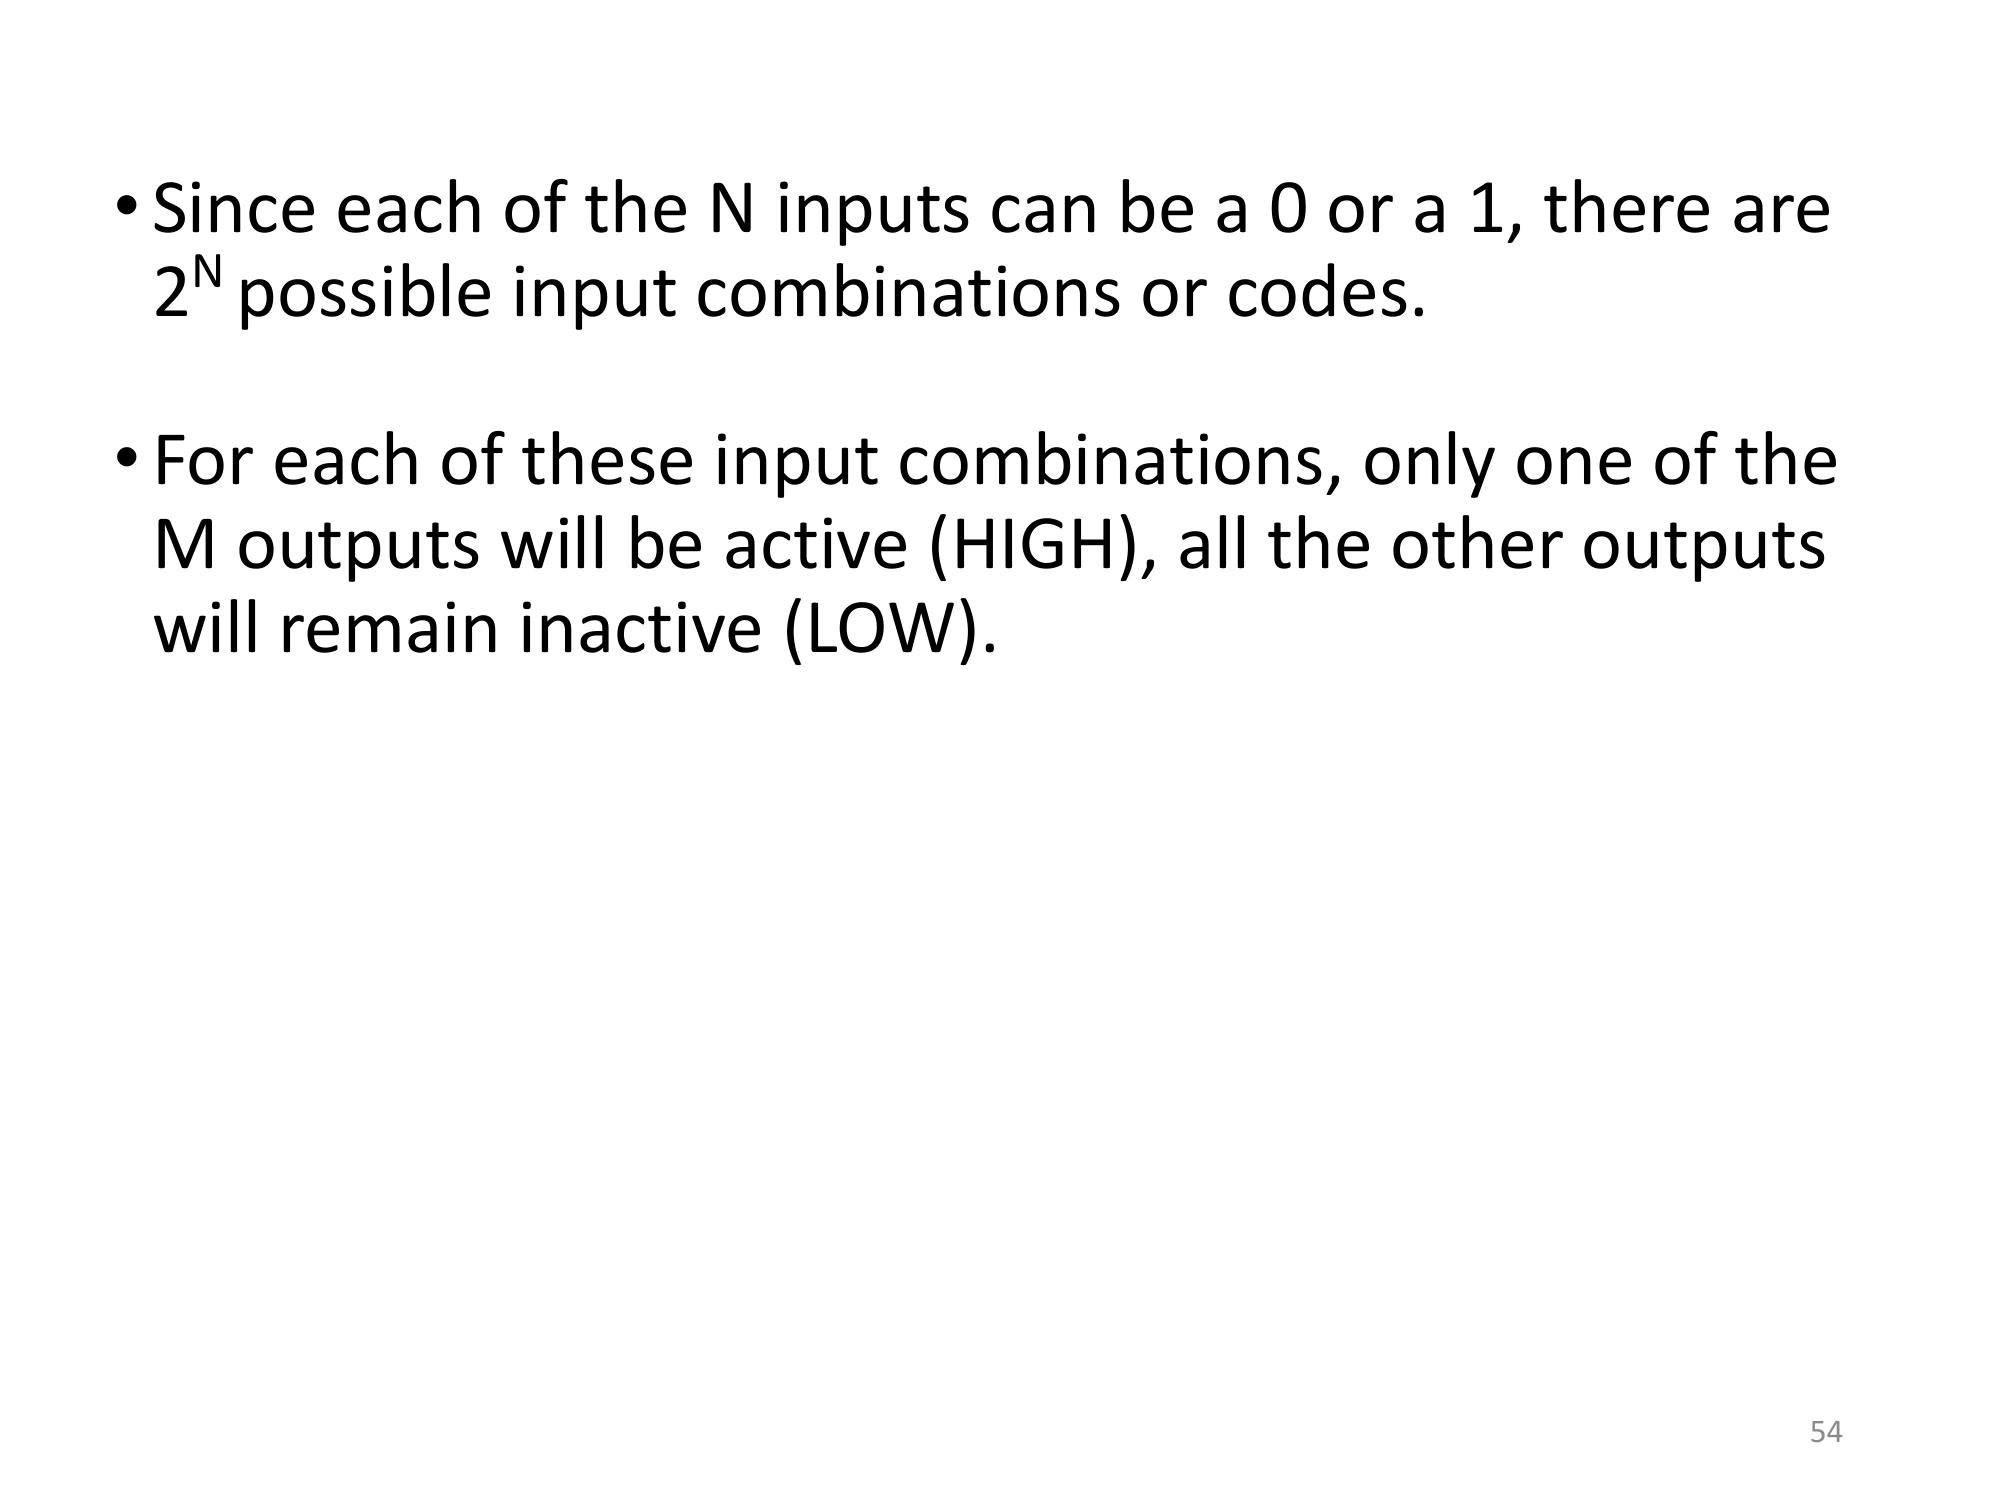 • Since each of the N inputs can be a 0 or a 1, there are
2ᴺ possible input combinations or codes.
• For each of these input combinations, only one of the
M outputs will be active (HIGH), all the other outputs
will remain inactive (LOW).
54